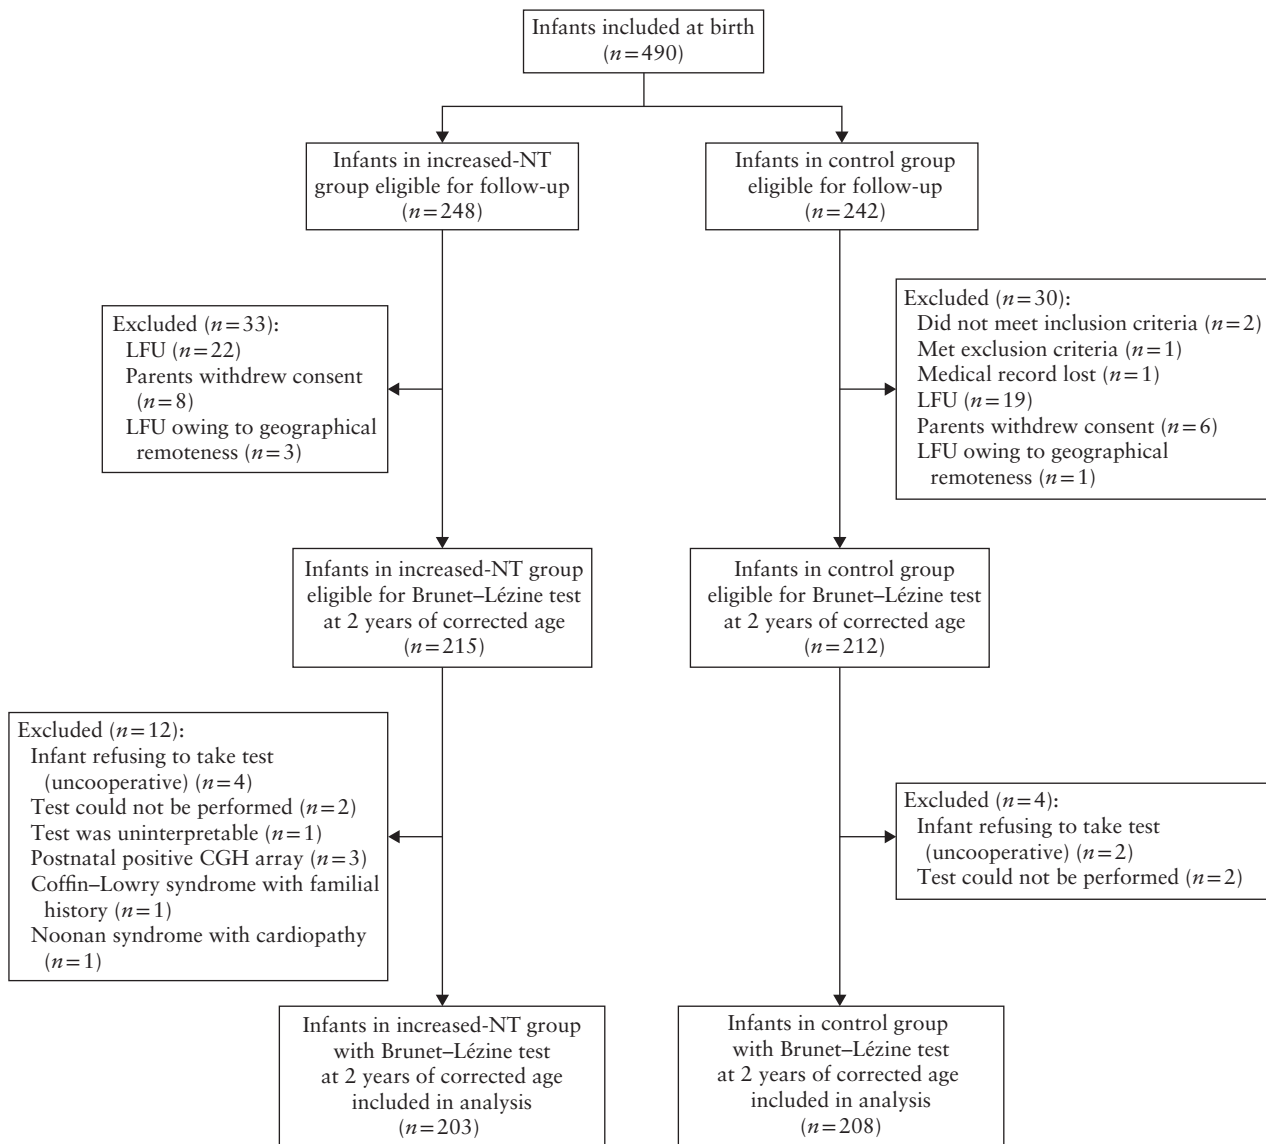 Infants included at birth
(n=490)
Infants in increased-NT
group eligible for follow-up
(n=248)
Infants in control group
eligible for follow-up
(n=242)
Excluded (n=33):
LFU (n=22)
Parents withdrew consent
(n=8)
LFU owing to geographical
remoteness (n=3)
Excluded (n=30):
Did not meet inclusion criteria (n=2)
Met exclusion criteria (n=1)
Medical record lost (n=1)
LFU (n=19)
Parents withdrew consent (n=6)
LFU owing to geographical
remoteness (n=1)
Infants in increased-NT group
eligible for Brunet–Lézine test
at 2 years of corrected age
(n=215)
Infants in control group
eligible for Brunet–Lézine test
at 2 years of corrected age
(n=212)
Excluded (n=12):
Infant refusing to take test
(uncooperative) (n=4)
Test could not be performed (n=2)
Test was uninterpretable (n=1)
Postnatal positive CGH array (n=3)
Coffin–Lowry syndrome with familial
history (n=1)
Noonan syndrome with cardiopathy
(n=1)
Excluded (n=4):
Infant refusing to take test
(uncooperative) (n=2)
Test could not be performed (n=2)
Infants in increased-NT group
with Brunet–Lézine test
at 2 years of corrected age
included in analysis
(n=203)
Infants in control group
with Brunet–Lézine test
at 2 years of corrected age
included in analysis
(n=208)